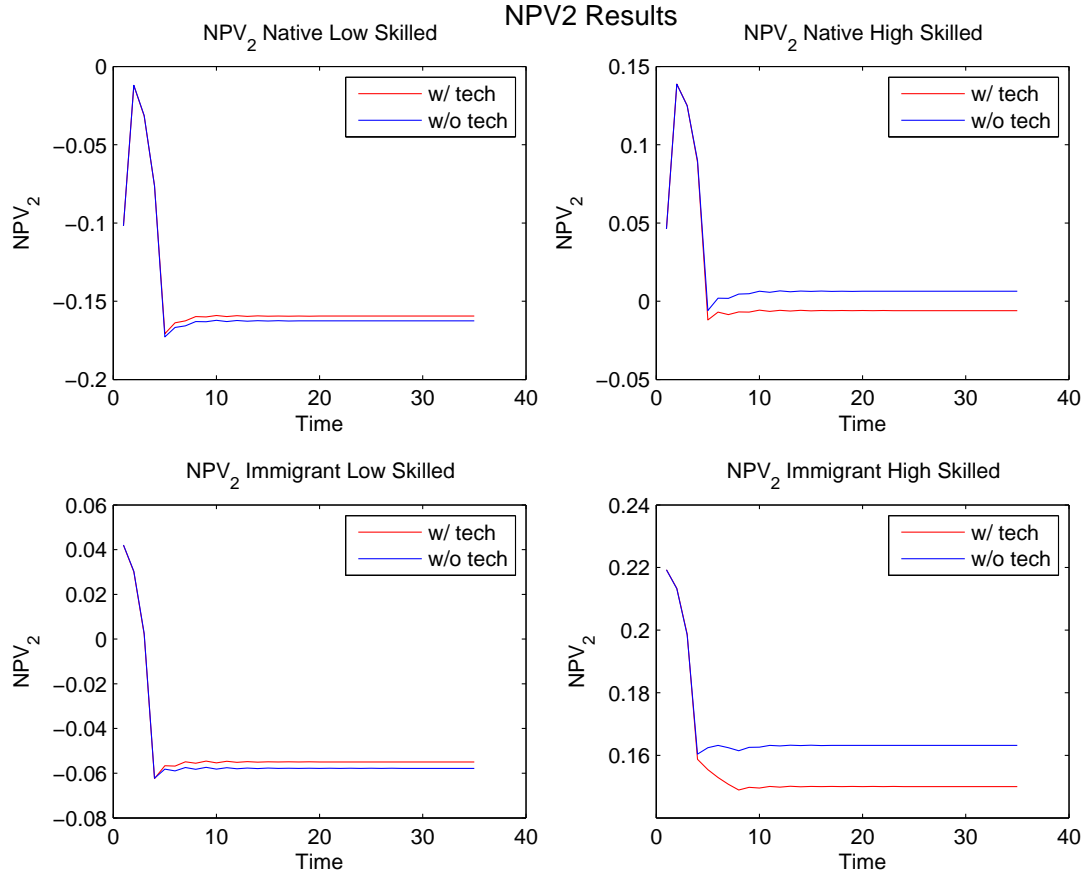 NPV2 Results
NPV2 Native Low Skilled
0
−0.05
−0.1
−0.15
−0.2
NPV2
0 10 20 30 40
Time
w/ tech
w/o tech
NPV2 Native High Skilled
0.15
0.1
0.05
0
−0.05
NPV2
0 10 20 30 40
Time
w/ tech
w/o tech
NPV2 Immigrant Low Skilled
0.06
0.04
0.02
0
−0.02
−0.04
−0.06
−0.08
NPV2
0 10 20 30 40
Time
w/ tech
w/o tech
NPV2 Immigrant High Skilled
0.24
0.22
0.2
0.18
0.16
NPV2
0 10 20 30 40
Time
w/ tech
w/o tech